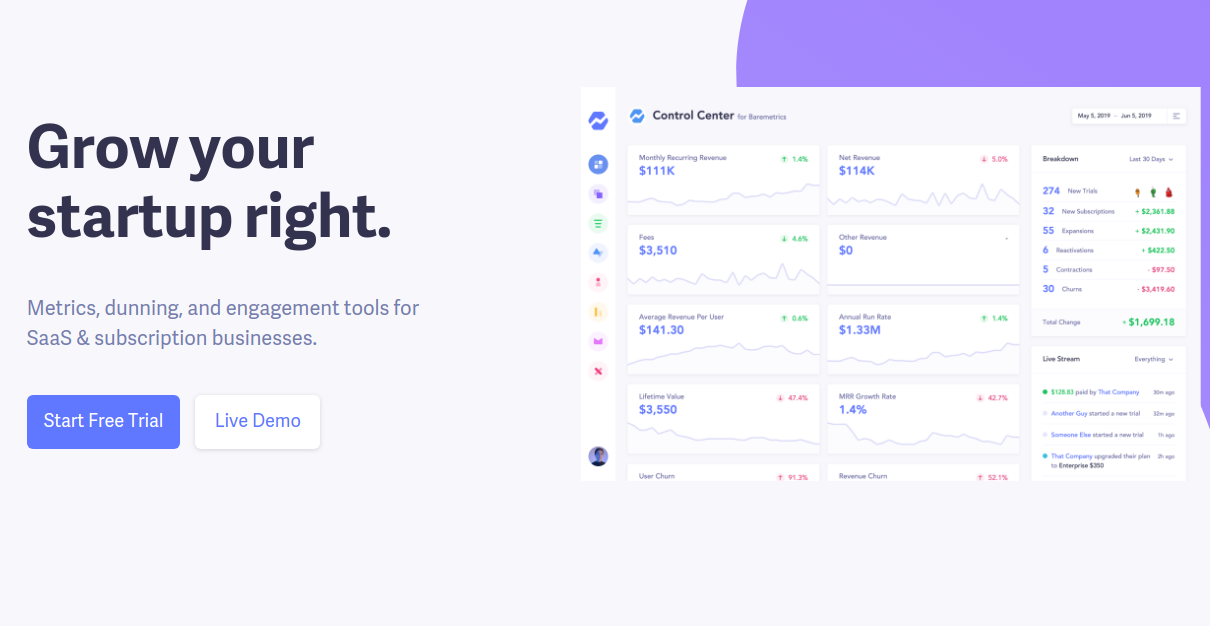 Grow your
startup right.
Metrics, dunning, and engagement tools for
SaaS & subscription businesses.
Start Free Trial
Live Demo
Control Center for Baremetrics
May 5, 2019 → Jun 5, 2019
Monthly Recurring Revenue
↑ 1.4%
$111K
Net Revenue
↓ 5.0%
$114K
Fees
↓ 4.6%
$3,510
Other Revenue
-
$0
Average Revenue Per User
↑ 0.6%
$141.30
Annual Run Rate
↑ 1.4%
$1.33M
Lifetime Value
↓ 47.4%
$3,550
MRR Growth Rate
↓ 42.7%
1.4%
User Churn
↑ 91.3%
Revenue Churn
↑ 52.1%
Breakdown
Last 30 Days
274 New Trials
32 New Subscriptions + $2,361.88
55 Expansions + $2,431.90
6 Reactivations + $422.50
5 Contractions - $97.50
30 Churns - $3,419.60
Total Change + $1,699.18
Live Stream
Everything
$128.83 paid by That Company 30m ago
Another Guy started a new trial 32m ago
Someone Else started a new trial 1h ago
That Company upgraded their plan 2h ago
to Enterprise $350